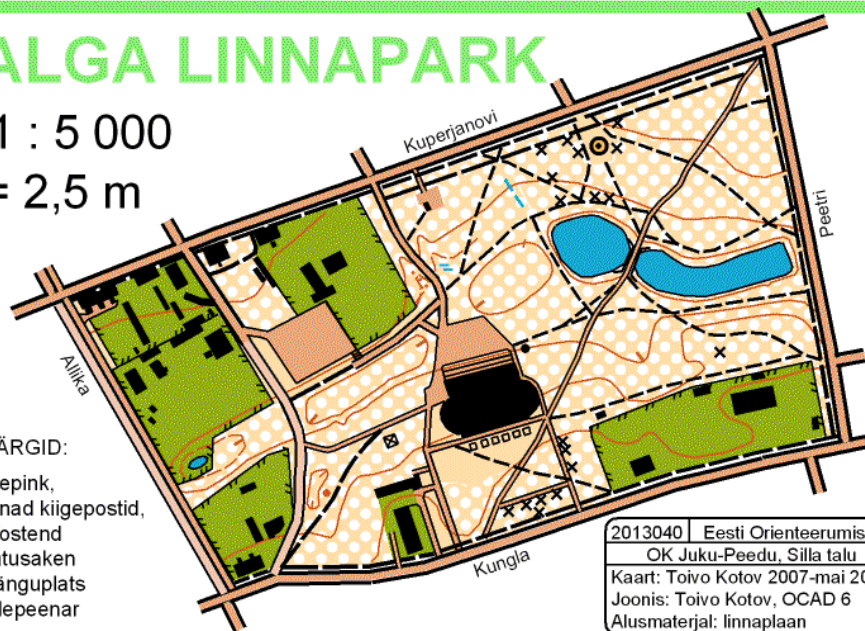 ALGA LINNAPARK
1 : 5 000
= 2,5 m
Kuperjanovi
Peetri
Allika
Kungla
ÄRGID:
epink,
nad kiigepostid,
ostend
tusaken
änguplats
lepeenar
2013040 Eesti Orienteerumis
OK Juku-Peedu, Silla talu
Kaart: Toivo Kotov 2007-mai 20
Joonis: Toivo Kotov, OCAD 6
Alusmaterjal: linnaplaan